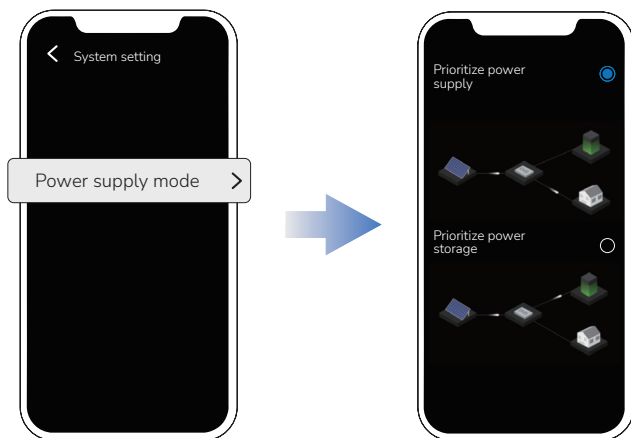 System setting
Power supply mode
Prioritize power
supply
Prioritize power
storage